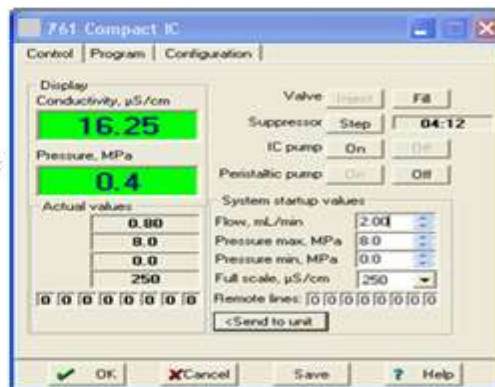 761 Compact IC
Control Program Configuration
Display
Conductivity, µS/cm
16.25
Pressure, MPa
0.4
Valve Inject Fill
Suppressor Step 04:12
IC pump On Off
Peristaltic pump On Off
Actual values
0.80
8.0
0.0
250
0 0 0 0 0 0 0 0
System startup values
Flow, mL/min 2.00
Pressure max, MPa 8.0
Pressure min, MPa 0.0
Full scale, µS/cm 250
Remote lines: 0 0 0 0 0 0 0 0
<Send to unit
OK Cancel Save ? Help